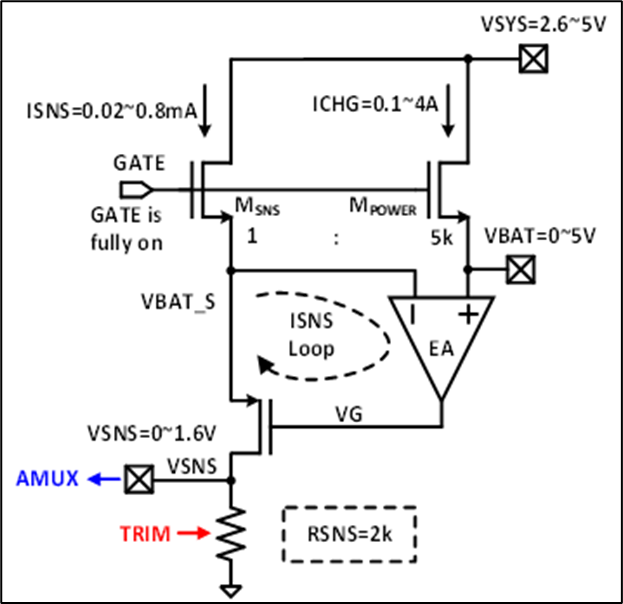 VSYS=2.6~5V
ISNS=0.02~0.8mA
ICHG=0.1~4A
GATE
GATE is
fully on
MSNS
MPOWER
1 : 5k
VBAT=0~5V
VBAT_S
ISNS
Loop
EA
VG
VSNS=0~1.6V
VSNS
AMUX
TRIM
RSNS=2k